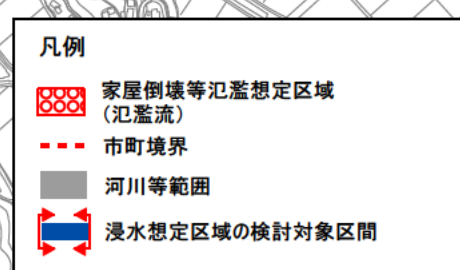 凡例
家屋倒壊等氾濫想定区域
(氾濫流)
市町境界
河川等範囲
浸水想定区域の検討対象区間